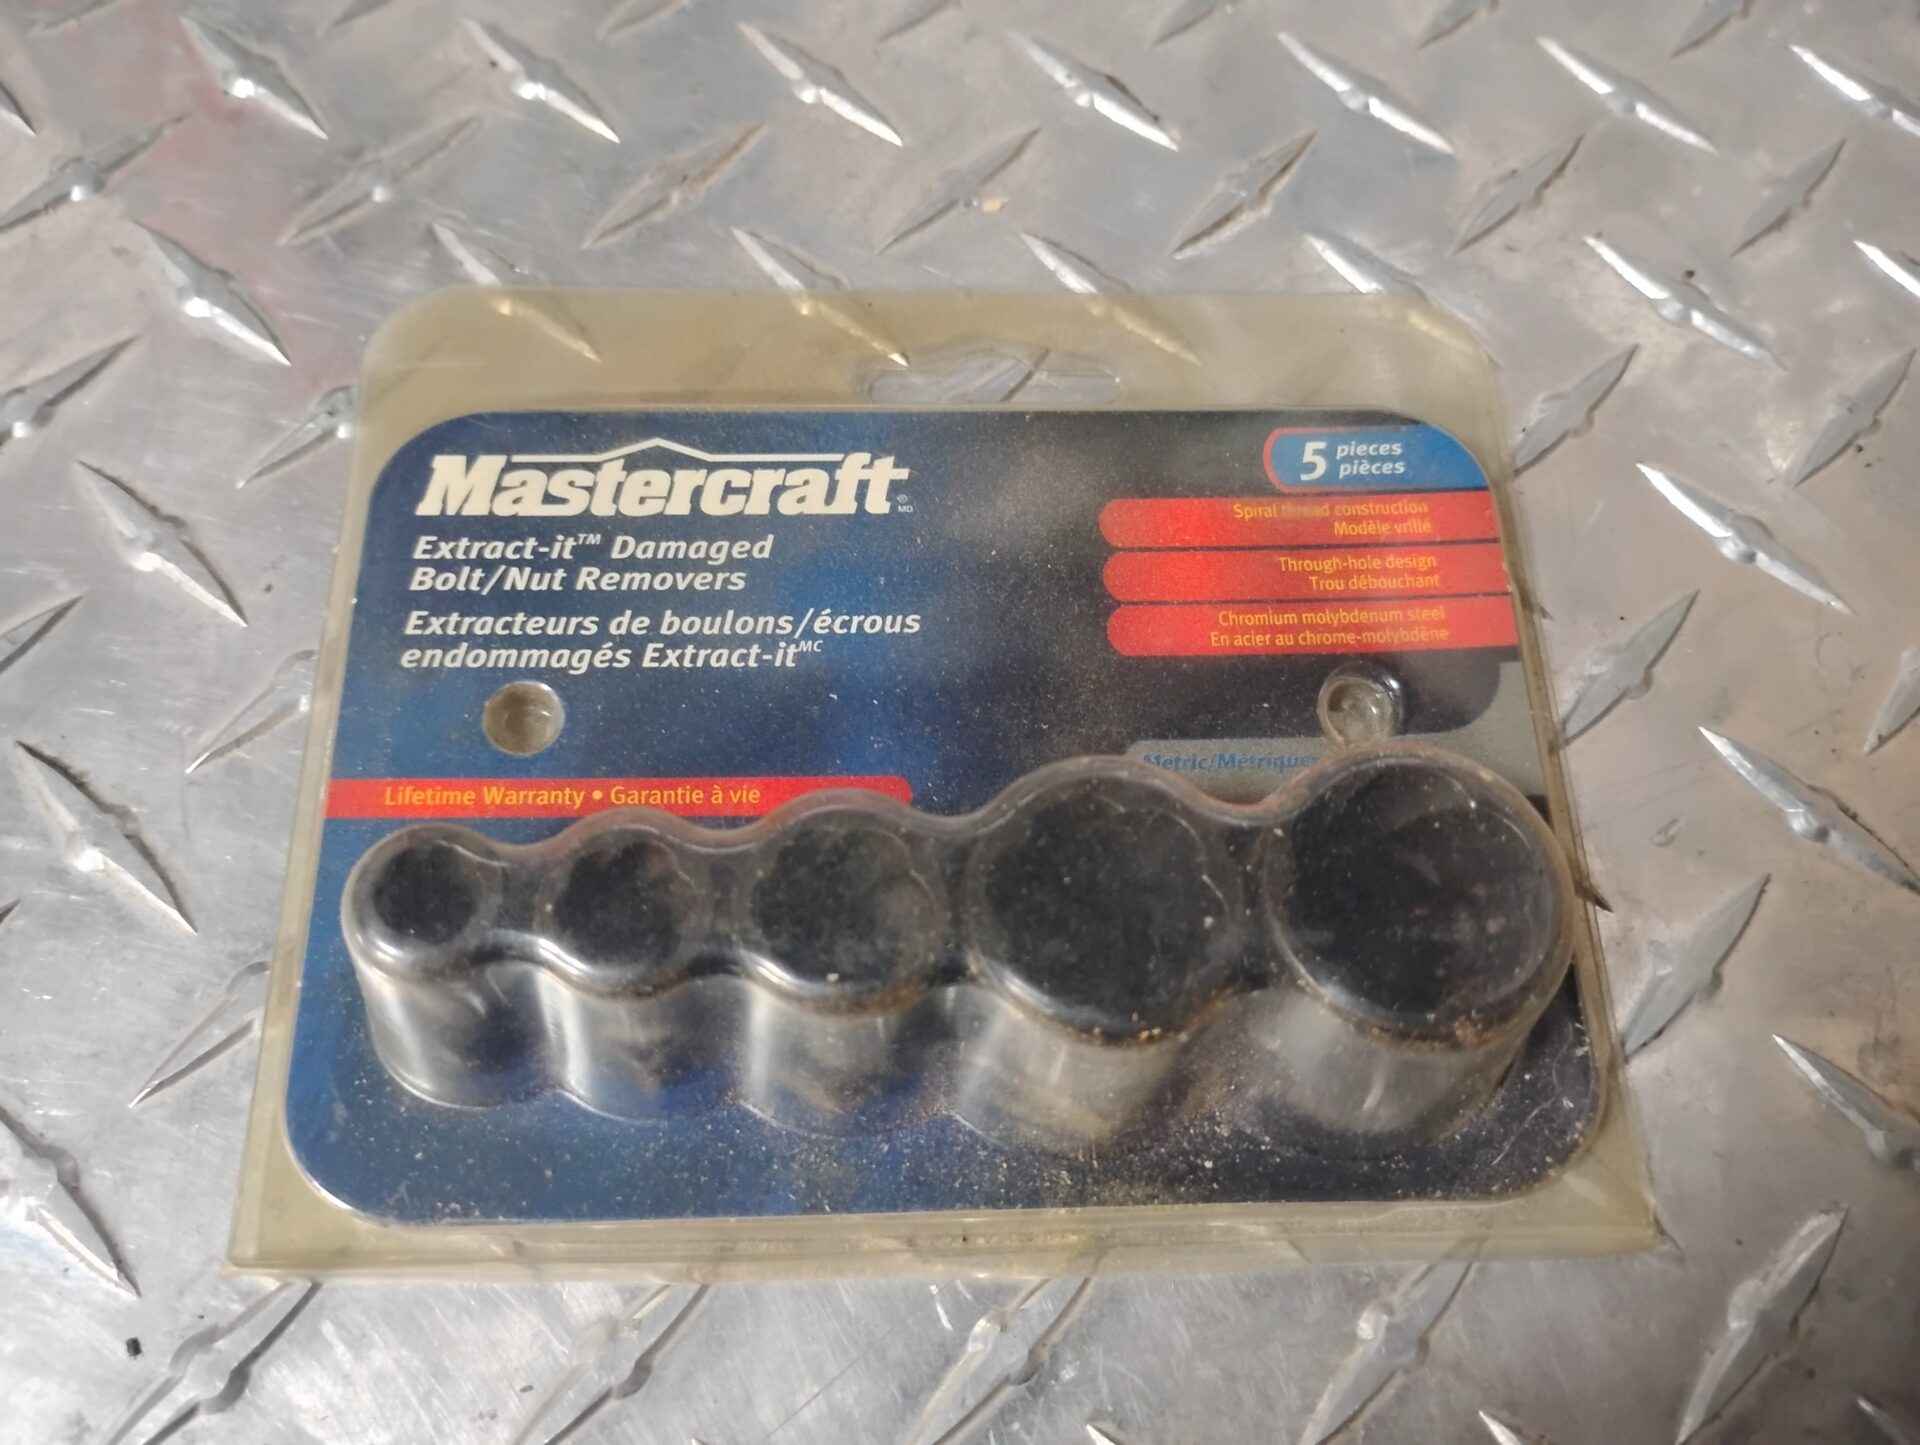 Mastercraft
® MD
Extract-it™ Damaged
Bolt/Nut Removers
Extracteurs de boulons/écrous
endommagés Extract-itMC
5 pieces
pièces
Spiral thread construction
Modèle vrillé
Through-hole design
Trou débouchant
Chromium molybdenum steel
En acier au chrome-molybdène
Metric/Métrique
Lifetime Warranty • Garantie à vie